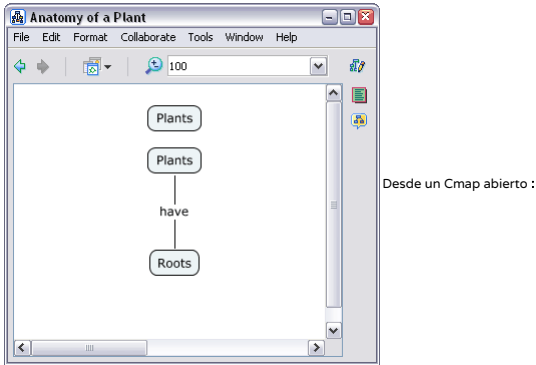 Anatomy of a Plant
File Edit Format Collaborate Tools Window Help
100
Plants
Plants
have
Roots
Desde un Cmap abierto :